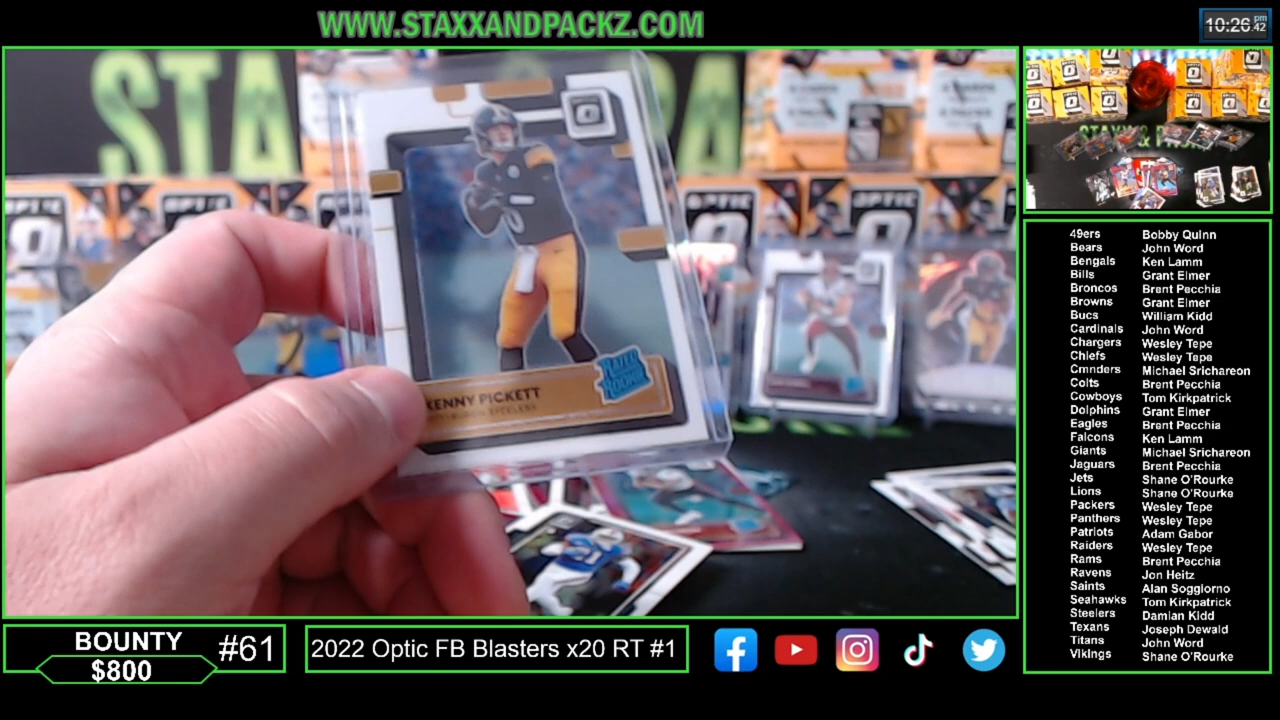 WWW.STAXXANDPACKZ.COM
10:26 pm
.42
STA PA
KENNY PICKETT
PITTSBURGH STEELERS
RATED
ROOKIE
OPTIC
OPTIC
OPTIC
49ers Bobby Quinn
Bears John Word
Bengals Ken Lamm
Bills Grant Elmer
Broncos Brent Pecchia
Browns Grant Elmer
Bucs William Kidd
Cardinals John Word
Chargers Wesley Tepe
Chiefs Wesley Tepe
Cmnders Michael Srichareon
Colts Brent Pecchia
Cowboys Tom Kirkpatrick
Dolphins Grant Elmer
Eagles Brent Pecchia
Falcons Ken Lamm
Giants Michael Srichareon
Jaguars Brent Pecchia
Jets Shane O'Rourke
Lions Shane O'Rourke
Packers Wesley Tepe
Panthers Wesley Tepe
Patriots Adam Gabor
Raiders Wesley Tepe
Rams Brent Pecchia
Ravens Jon Heitz
Saints Alan Soggiorno
Seahawks Tom Kirkpatrick
Steelers Damian Kidd
Texans Joseph Dewald
Titans John Word
Vikings Shane O'Rourke
BOUNTY #61
$800
2022 Optic FB Blasters x20 RT #1